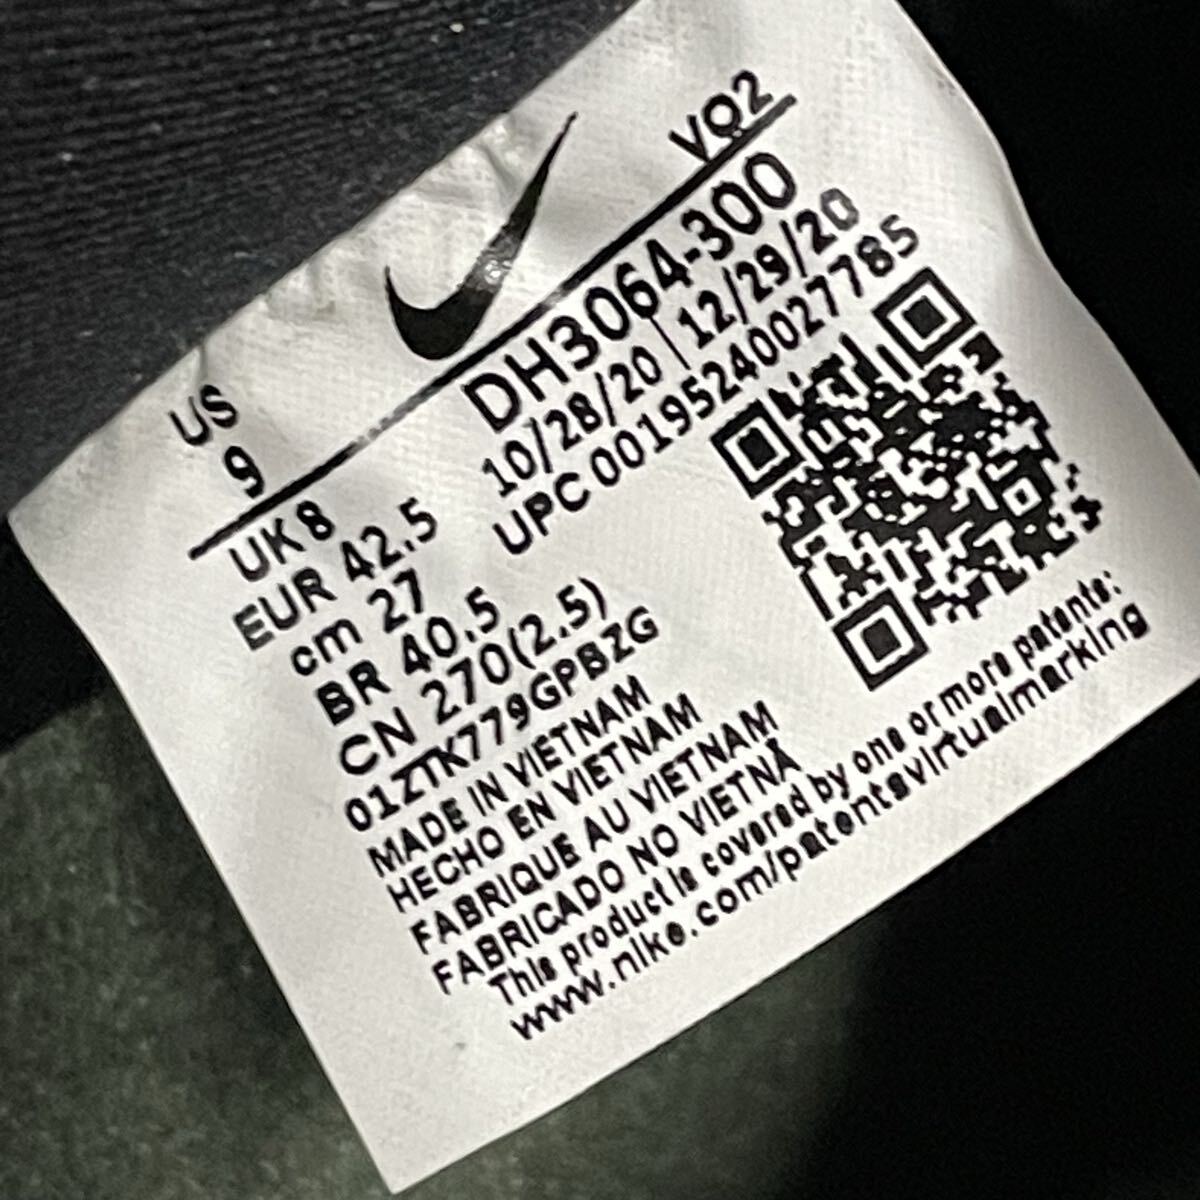 VQ2
US
9
DH3064-300
10/28/20 | 12/29/20
UPC 00195240027785
UK 8
EUR 42.5
cm 27
BR 40.5
CN 270(2.5)
01ZTK779GPBZG
MADE IN VIETNAM
HECHO EN VIETNAM
FABRIQUE AU VIETNAM
FABRICADO NO VIETNÃ
This product is covered by one or more patents:
www.nike.com/patentsvirtualmarking